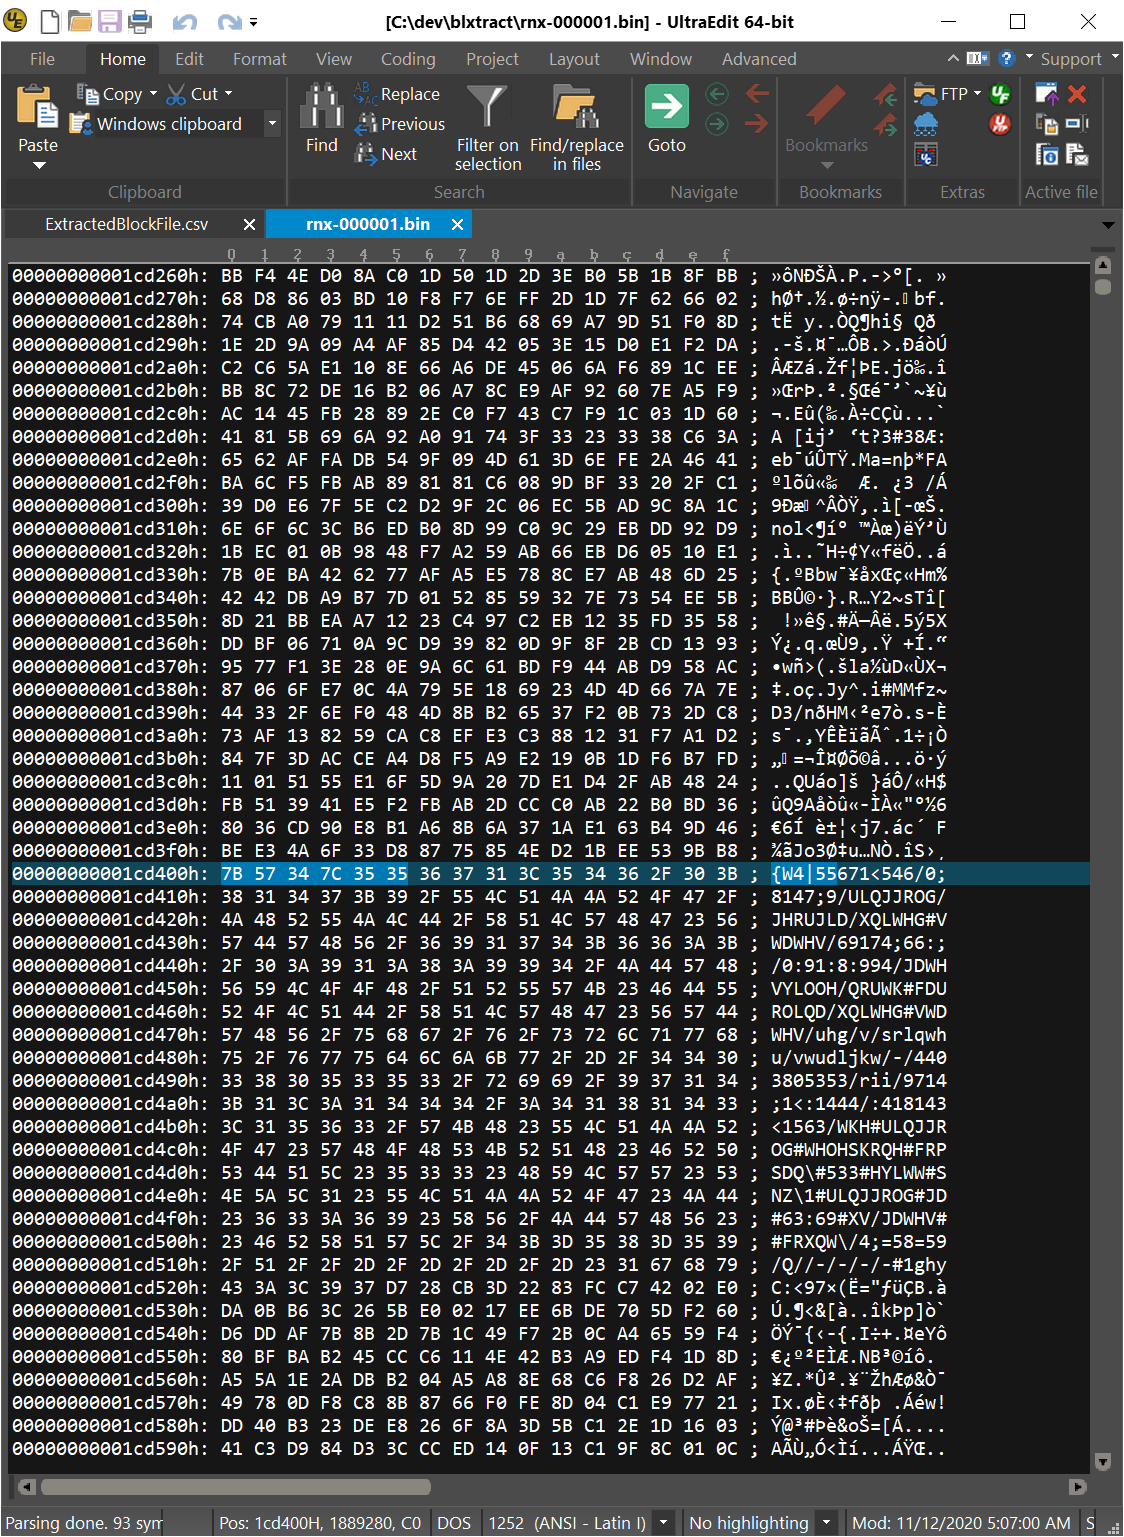 [C:\dev\blxtract\rnx-000001.bin] - UltraEdit 64-bit
File Home Edit Format View Coding Project Layout Window Advanced Support
Paste Copy Cut Windows clipboard
Find Replace Previous Next
Filter on selection
Find/replace in files
Goto
Bookmarks
FTP
Clipboard Search Navigate Bookmarks Extras Active file
ExtractedBlockFile.csv rnx-000001.bin
0 1 2 3 4 5 6 7 8 9 a b c d e f
00000000001cd260h: BB F4 4E D0 8A C0 1D 50 1D 2D 3E B0 5B 1B 8F BB ; »ôNÐŠÀ.P.->°[. »
00000000001cd270h: 68 D8 86 03 BD 10 F8 F7 6E FF 2D 1D 7F 62 66 02 ; hØ†.½.ø÷nÿ-.▯bf.
00000000001cd280h: 74 CB A0 79 11 11 D2 51 B6 68 69 A7 9D 51 F0 8D ; tË y..ÒQ¶hi§ Qð
00000000001cd290h: 1E 2D 9A 09 A4 AF 85 D4 42 05 3E 15 D0 E1 F2 DA ; .-š.¤¯…ÔB.>.ÐáòÚ
00000000001cd2a0h: C2 C6 5A E1 10 8E 66 A6 DE 45 06 6A F6 89 1C EE ; ÂÆZá.Žf¦ÞE.jö‰.î
00000000001cd2b0h: BB 8C 72 DE 16 B2 06 A7 8C E9 AF 92 60 7E A5 F9 ; »ŒrÞ.².§Œé¯’`~¥ù
00000000001cd2c0h: AC 14 45 FB 28 89 2E C0 F7 43 C7 F9 1C 03 1D 60 ; ¬.Eû(‰.À÷CÇù...`
00000000001cd2d0h: 41 81 5B 69 6A 92 A0 91 74 3F 33 23 33 38 C6 3A ; A [ij’ ‘t?3#38Æ:
00000000001cd2e0h: 65 62 AF FA DB 54 9F 09 4D 61 3D 6E FE 2A 46 41 ; eb¯úÛTŸ.Ma=nþ*FA
00000000001cd2f0h: BA 6C F5 FB AB 89 81 81 C6 08 9D BF 33 20 2F C1 ; ºlõû«‰  Æ. ¿3 /Á
00000000001cd300h: 39 D0 E6 7F 5E C2 D2 9F 2C 06 EC 5B AD 9C 8A 1C ; 9Ðæ▯^ÂÒŸ,.ì[-œŠ.
00000000001cd310h: 6E 6F 6C 3C B6 ED B0 8D 99 C0 9C 29 EB DD 92 D9 ; nol<¶í° ™Àœ)ëÝ’Ù
00000000001cd320h: 1B EC 01 0B 98 48 F7 A2 59 AB 66 EB D6 05 10 E1 ; .ì..˜H÷¢Y«fëÖ..á
00000000001cd330h: 7B 0E BA 42 62 77 AF A5 E5 78 8C E7 AB 48 6D 25 ; {.ºBbw¯¥åxŒç«Hm%
00000000001cd340h: 42 42 DB A9 B7 7D 01 52 85 59 32 7E 73 54 EE 5B ; BBÛ©·}.R…Y2~sTî[
00000000001cd350h: 8D 21 BB EA A7 12 23 C4 97 C2 EB 12 35 FD 35 58 ;  !»ê§.#Ä—Âë.5ý5X
00000000001cd360h: DD BF 06 71 0A 9C D9 39 82 0D 9F 8F 2B CD 13 93 ; Ý¿.q.œÙ9‚.Ÿ +Í.“
00000000001cd370h: 95 77 F1 3E 28 0E 9A 6C 61 BD F9 44 AB D9 58 AC ; •wñ>(.šla½ùD«ÙX¬
00000000001cd380h: 87 06 6F E7 0C 4A 79 5E 18 69 23 4D 4D 66 7A 7E ; ‡.oç.Jy^.i#MMfz~
00000000001cd390h: 44 33 2F 6E F0 48 4D 8B B2 65 37 F2 0B 73 2D C8 ; D3/nðHM‹²e7ò.s-È
00000000001cd3a0h: 73 AF 13 82 59 CA C8 EF E3 C3 88 12 31 F7 A1 D2 ; s¯.‚YÊÈïãÃˆ.1÷¡Ò
00000000001cd3b0h: 84 7F 3D AC CE A4 D8 F5 A9 E2 19 0B 1D F6 B7 FD ; „▯=¬Î¤Øõ©â...ö·ý
00000000001cd3c0h: 11 01 51 55 E1 6F 5D 9A 20 7D E1 D4 2F AB 48 24 ; ..QUáo]š }áÔ/«H$
00000000001cd3d0h: FB 51 39 41 E5 F2 FB AB 2D CC C0 AB 22 B0 BD 36 ; ûQ9Aåòû«-ÌÀ«"°½6
00000000001cd3e0h: 80 36 CD 90 E8 B1 A6 8B 6A 37 1A E1 63 B4 9D 46 ; €6Í è±¦‹j7.ác´ F
00000000001cd3f0h: BE E3 4A 6F 33 D8 87 75 85 4E D2 1B EE 53 9B B8 ; ¾ãJo3Ø‡u…NÒ.îS›¸
00000000001cd400h: 7B 57 34 7C 35 35 36 37 31 3C 35 34 36 2F 30 3B ; {W4|55671<546/0;
00000000001cd410h: 38 31 34 37 3B 39 2F 55 4C 51 4A 4A 52 4F 47 2F ; 8147;9/ULQJJROG/
00000000001cd420h: 4A 48 52 55 4A 4C 44 2F 58 51 4C 57 48 47 23 56 ; JHRUJLD/XQLWHG#V
00000000001cd430h: 57 44 57 48 56 2F 36 39 31 37 34 3B 36 36 3A 3B ; WDWHV/69174;66:;
00000000001cd440h: 2F 30 3A 39 31 3A 38 3A 39 39 34 2F 4A 44 57 48 ; /0:91:8:994/JDWH
00000000001cd450h: 56 59 4C 4F 4F 48 2F 51 52 55 57 4B 23 46 44 55 ; VYLOOH/QRUWK#FDU
00000000001cd460h: 52 4F 4C 51 44 2F 58 51 4C 57 48 47 23 56 57 44 ; ROLQD/XQLWHG#VWD
00000000001cd470h: 57 48 56 2F 75 68 67 2F 76 2F 73 72 6C 71 77 68 ; WHV/uhg/v/srlqwh
00000000001cd480h: 75 2F 76 77 75 64 6C 6A 6B 77 2F 2D 2F 34 34 30 ; u/vwudljkw/-/440
00000000001cd490h: 33 38 30 35 33 35 33 2F 72 69 69 2F 39 37 31 34 ; 3805353/rii/9714
00000000001cd4a0h: 3B 31 3C 3A 31 34 34 34 2F 3A 34 31 38 31 34 33 ; ;1<:1444/:418143
00000000001cd4b0h: 3C 31 35 36 33 2F 57 4B 48 23 55 4C 51 4A 4A 52 ; <1563/WKH#ULQJJR
00000000001cd4c0h: 4F 47 23 57 48 4F 48 53 4B 52 51 48 23 46 52 50 ; OG#WHOHSKRQH#FRP
00000000001cd4d0h: 53 44 51 5C 23 35 33 33 23 48 59 4C 57 57 23 53 ; SDQ\#533#HYLWW#S
00000000001cd4e0h: 4E 5A 5C 31 23 55 4C 51 4A 4A 52 4F 47 23 4A 44 ; NZ\1#ULQJJROG#JD
00000000001cd4f0h: 23 36 33 3A 36 39 23 58 56 2F 4A 44 57 48 56 23 ; #63:69#XV/JDWHV#
00000000001cd500h: 23 46 52 58 51 57 5C 2F 34 3B 3D 35 38 3D 35 39 ; #FRXQW\/4;=58=59
00000000001cd510h: 2F 51 2F 2F 2D 2F 2D 2F 2D 2F 2D 23 31 67 68 79 ; /Q//-/-/-/-#1ghy
00000000001cd520h: 43 3A 3C 39 37 D7 28 CB 3D 22 83 FC C7 42 02 E0 ; C:<97×(Ë="ƒüÇB.à
00000000001cd530h: DA 0B B6 3C 26 5B E0 02 17 EE 6B DE 70 5D F2 60 ; Ú.¶<&[à..îkÞp]ò`
00000000001cd540h: D6 DD AF 7B 8B 2D 7B 1C 49 F7 2B 0C A4 65 59 F4 ; ÖÝ¯{‹-{.I÷+.¤eYô
00000000001cd550h: 80 BF BA B2 45 CC C6 11 4E 42 B3 A9 ED F4 1D 8D ; €¿º²EÌÆ.NB³©íô.
00000000001cd560h: A5 5A 1E 2A DB B2 04 A5 A8 8E 68 C6 F8 26 D2 AF ; ¥Z.*Û².¥¨ŽhÆø&Ò¯
00000000001cd570h: 49 78 0D F8 C8 8B 87 66 F0 FE 8D 04 C1 E9 77 21 ; Ix.øÈ‹‡fðþ .Áéw!
00000000001cd580h: DD 40 B3 23 DE E8 26 6F 8A 3D 5B C1 2E 1D 16 03 ; Ý@³#Þè&oŠ=[Á....
00000000001cd590h: 41 C3 D9 84 D3 3C CC ED 14 0F 13 C1 9F 8C 01 0C ; AÃÙ„Ó<Ìí...ÁŸŒ..
Parsing done. 93 sym Pos: 1cd400H, 1889280, C0 DOS 1252 (ANSI - Latin I) No highlighting Mod: 11/12/2020 5:07:00 AM S